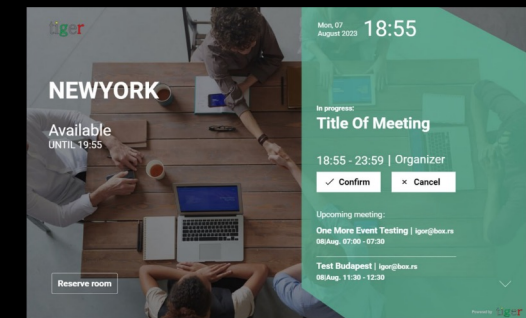 tiger
NEWYORK
Available
UNTIL 19:55
Reserve room
Mon, 07
August 2023
18:55
In progress:
Title Of Meeting
18:55 - 23:59 | Organizer
✓ Confirm
× Cancel
Upcoming meeting:
One More Event Testing | igor@box.rs
08|Aug. 07:00 - 07:30
Test Budapest | igor@box.rs
08|Aug. 11:30 - 12:30
Powered by: tiger